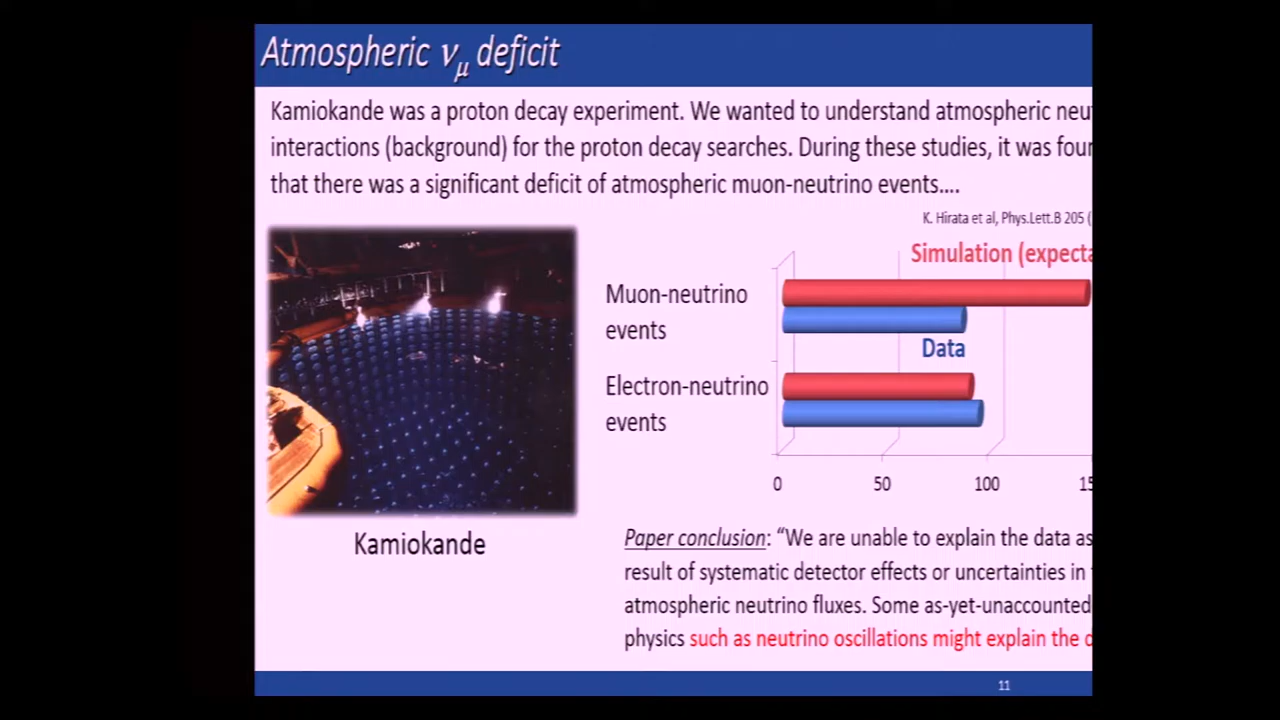 Atmospheric νμ deficit
Kamiokande was a proton decay experiment. We wanted to understand atmospheric neu
interactions (background) for the proton decay searches. During these studies, it was four
that there was a significant deficit of atmospheric muon-neutrino events....
K. Hirata et al, Phys.Lett.B 205 (
Simulation (expecta
Muon-neutrino
events
Data
Electron-neutrino
events
0 50 100 15
Kamiokande
Paper conclusion: “We are unable to explain the data as
result of systematic detector effects or uncertainties in
atmospheric neutrino fluxes. Some as-yet-unaccounted
physics such as neutrino oscillations might explain the d
11